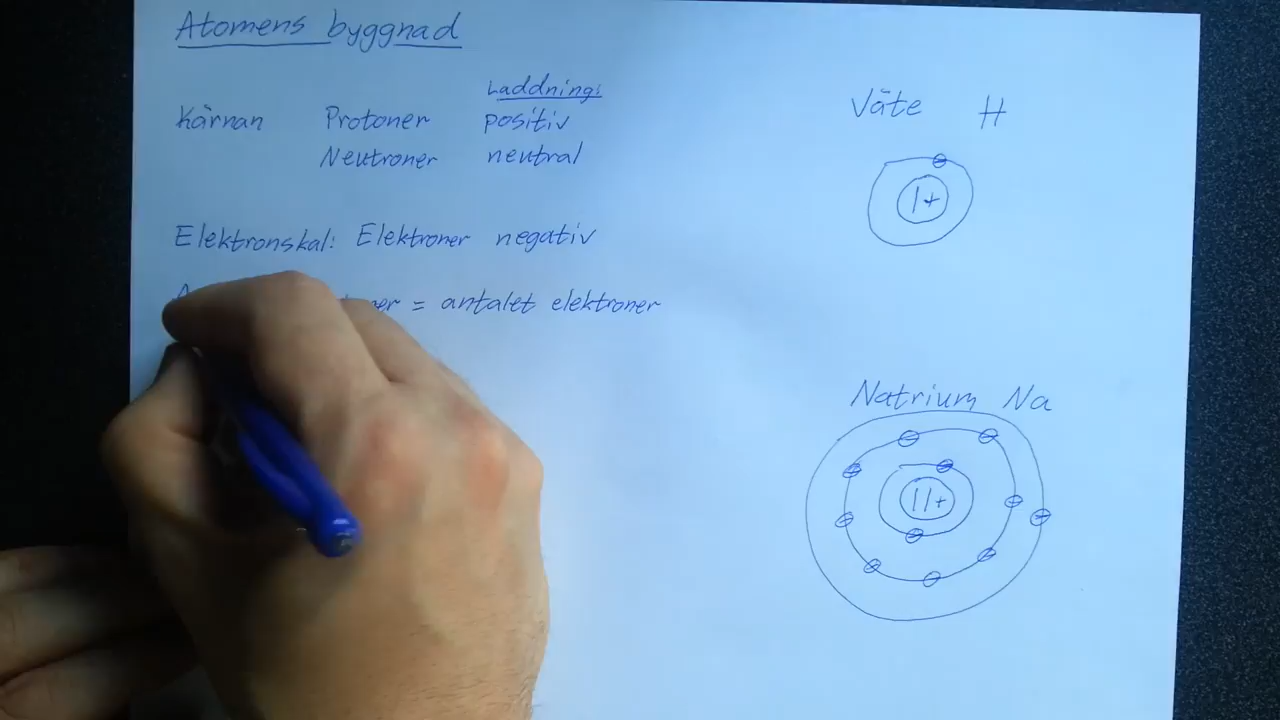 Atomens byggnad
Laddning:
Kärnan Protoner positiv
Neutroner neutral
Elektronskal: Elektroner negativ
= antalet elektroner
Väte H
1+
Natrium Na
11+